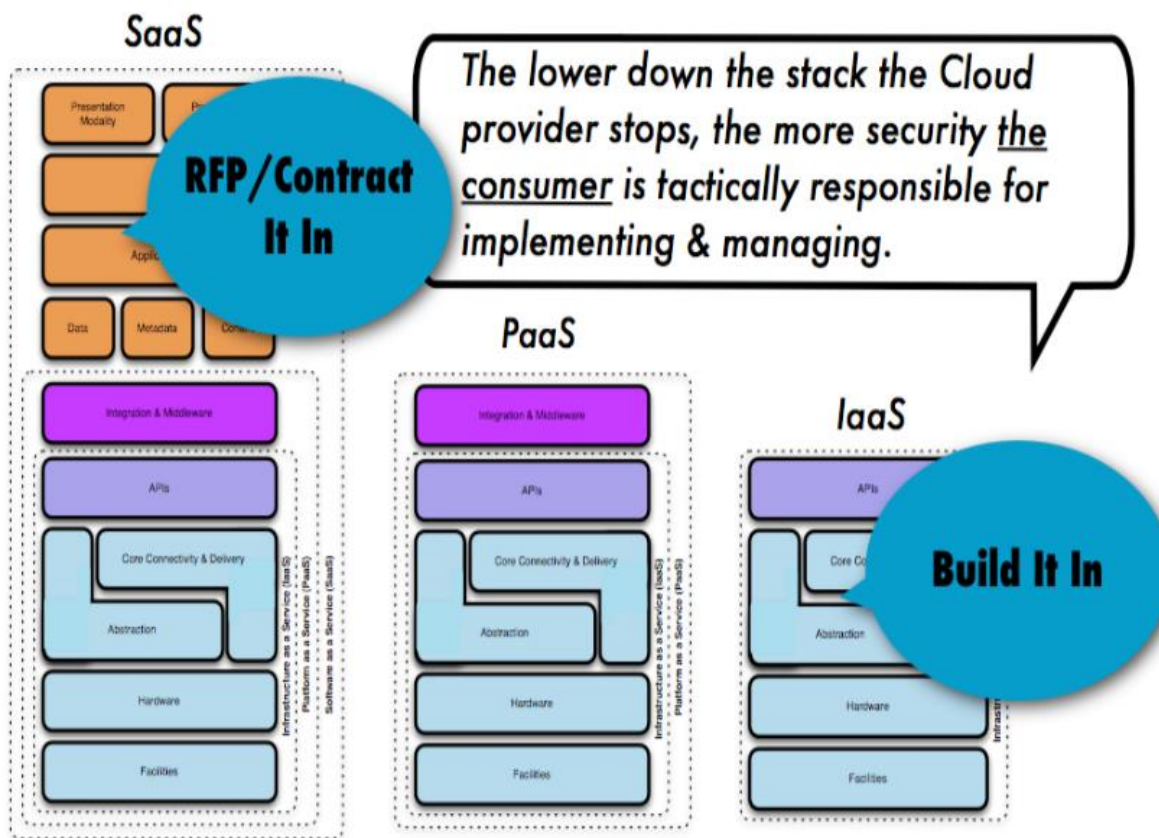 SaaS
The lower down the stack the Cloud
provider stops, the more security the
consumer is tactically responsible for
implementing & managing.
Presentation
Modality
RFP/Contract
It In
Data
Metadata
PaaS
IaaS
Integration & Middleware
APIs
Core Connectivity & Delivery
Abstraction
Hardware
Facilities
Infrastructure as a Service (IaaS)
Platform as a Service (PaaS)
Software as a Service (SaaS)
Integration & Middleware
APIs
Core Connectivity & Delivery
Abstraction
Hardware
Facilities
Infrastructure as a Service (IaaS)
Platform as a Service (PaaS)
APIs
Build It In
Abstraction
Hardware
Facilities